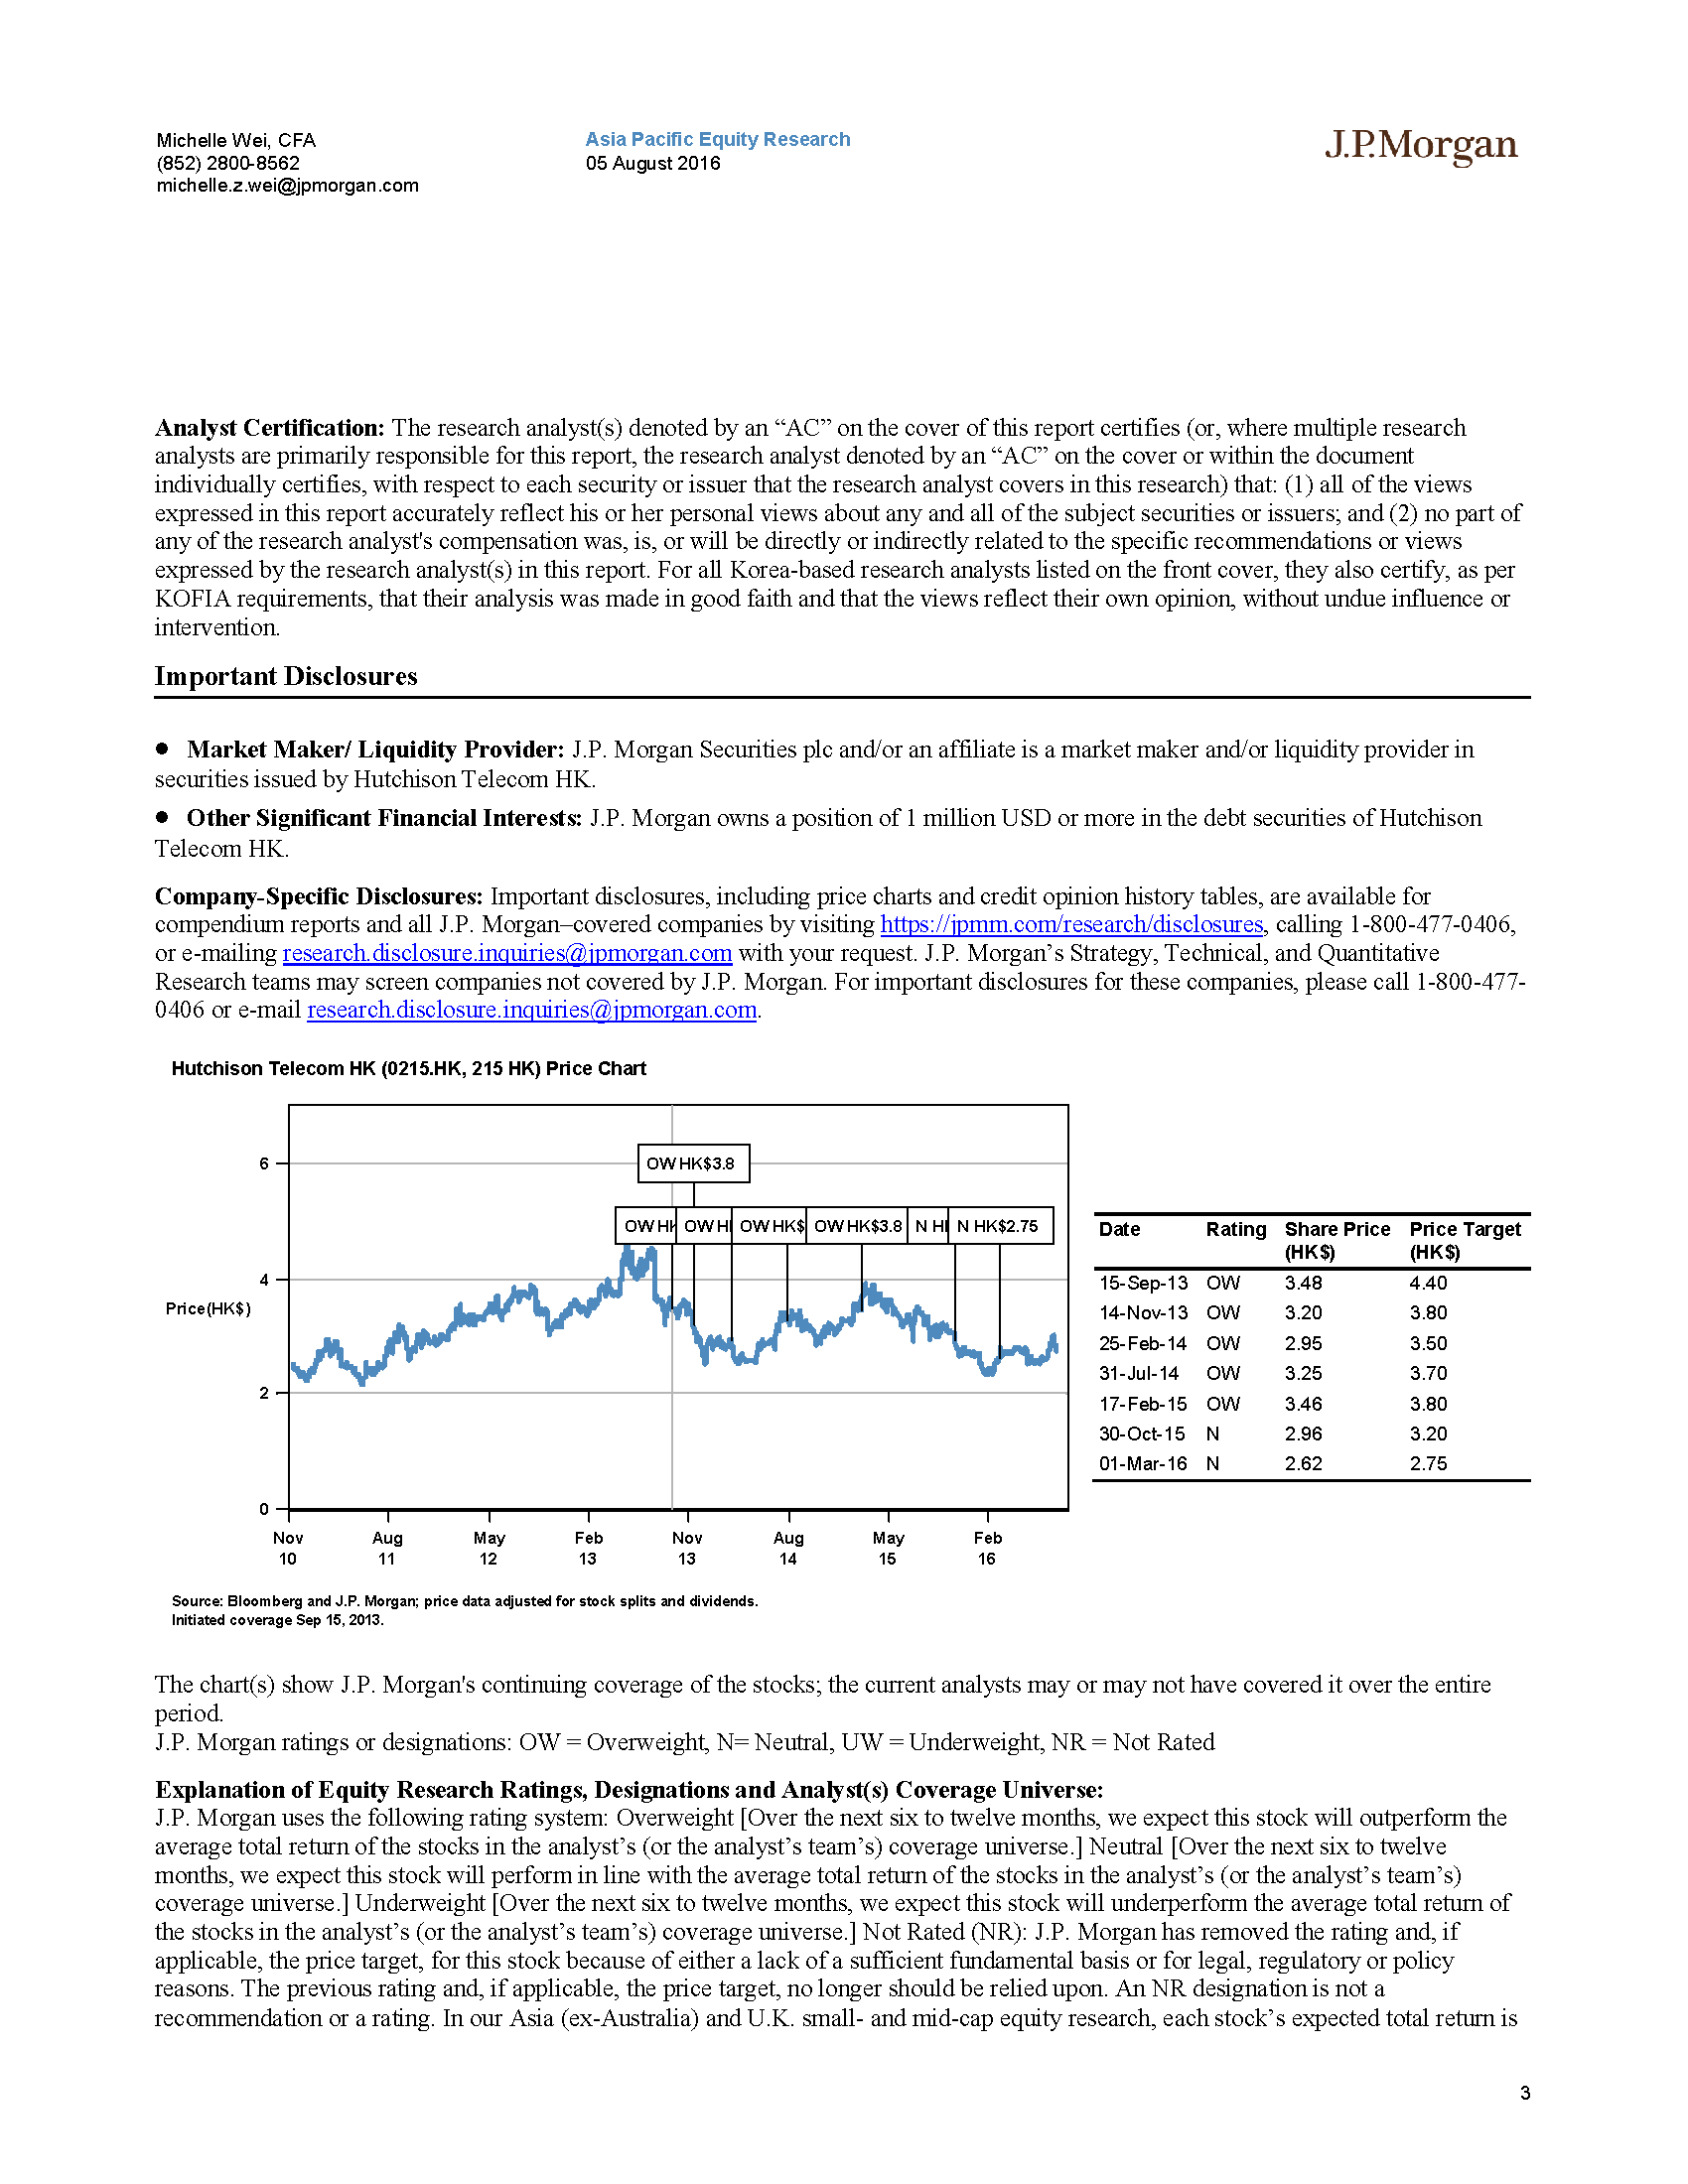 Michelle Wei, CFA
(852) 2800-8562
michelle.z.wei@jpmorgan.com
Asia Pacific Equity Research
05 August 2016
J.P.Morgan
Analyst Certification: The research analyst(s) denoted by an “AC” on the cover of this report certifies (or, where multiple research
analysts are primarily responsible for this report, the research analyst denoted by an “AC” on the cover or within the document
individually certifies, with respect to each security or issuer that the research analyst covers in this research) that: (1) all of the views
expressed in this report accurately reflect his or her personal views about any and all of the subject securities or issuers; and (2) no part of
any of the research analyst's compensation was, is, or will be directly or indirectly related to the specific recommendations or views
expressed by the research analyst(s) in this report. For all Korea-based research analysts listed on the front cover, they also certify, as per
KOFIA requirements, that their analysis was made in good faith and that the views reflect their own opinion, without undue influence or
intervention.
Important Disclosures
● Market Maker/ Liquidity Provider: J.P. Morgan Securities plc and/or an affiliate is a market maker and/or liquidity provider in
securities issued by Hutchison Telecom HK.
● Other Significant Financial Interests: J.P. Morgan owns a position of 1 million USD or more in the debt securities of Hutchison
Telecom HK.
Company-Specific Disclosures: Important disclosures, including price charts and credit opinion history tables, are available for
compendium reports and all J.P. Morgan–covered companies by visiting https://jpmm.com/research/disclosures, calling 1-800-477-0406,
or e-mailing research.disclosure.inquiries@jpmorgan.com with your request. J.P. Morgan’s Strategy, Technical, and Quantitative
Research teams may screen companies not covered by J.P. Morgan. For important disclosures for these companies, please call 1-800-477-
0406 or e-mail research.disclosure.inquiries@jpmorgan.com.
Hutchison Telecom HK (0215.HK, 215 HK) Price Chart
OW HK$3.8
OW HK OW HK OW HK$ OW HK$3.8 N HK N HK$2.75
6
4
Price(HK$)
2
0
Nov Aug May Feb Nov Aug May Feb
10 11 12 13 13 14 15 16
Date Rating Share Price Price Target
(HK$) (HK$)
15-Sep-13 OW 3.48 4.40
14-Nov-13 OW 3.20 3.80
25-Feb-14 OW 2.95 3.50
31-Jul-14 OW 3.25 3.70
17-Feb-15 OW 3.46 3.80
30-Oct-15 N 2.96 3.20
01-Mar-16 N 2.62 2.75
Source: Bloomberg and J.P. Morgan; price data adjusted for stock splits and dividends.
Initiated coverage Sep 15, 2013.
The chart(s) show J.P. Morgan's continuing coverage of the stocks; the current analysts may or may not have covered it over the entire
period.
J.P. Morgan ratings or designations: OW = Overweight, N= Neutral, UW = Underweight, NR = Not Rated
Explanation of Equity Research Ratings, Designations and Analyst(s) Coverage Universe:
J.P. Morgan uses the following rating system: Overweight [Over the next six to twelve months, we expect this stock will outperform the
average total return of the stocks in the analyst’s (or the analyst’s team’s) coverage universe.] Neutral [Over the next six to twelve
months, we expect this stock will perform in line with the average total return of the stocks in the analyst’s (or the analyst’s team’s)
coverage universe.] Underweight [Over the next six to twelve months, we expect this stock will underperform the average total return of
the stocks in the analyst’s (or the analyst’s team’s) coverage universe.] Not Rated (NR): J.P. Morgan has removed the rating and, if
applicable, the price target, for this stock because of either a lack of a sufficient fundamental basis or for legal, regulatory or policy
reasons. The previous rating and, if applicable, the price target, no longer should be relied upon. An NR designation is not a
recommendation or a rating. In our Asia (ex-Australia) and U.K. small- and mid-cap equity research, each stock’s expected total return is
3